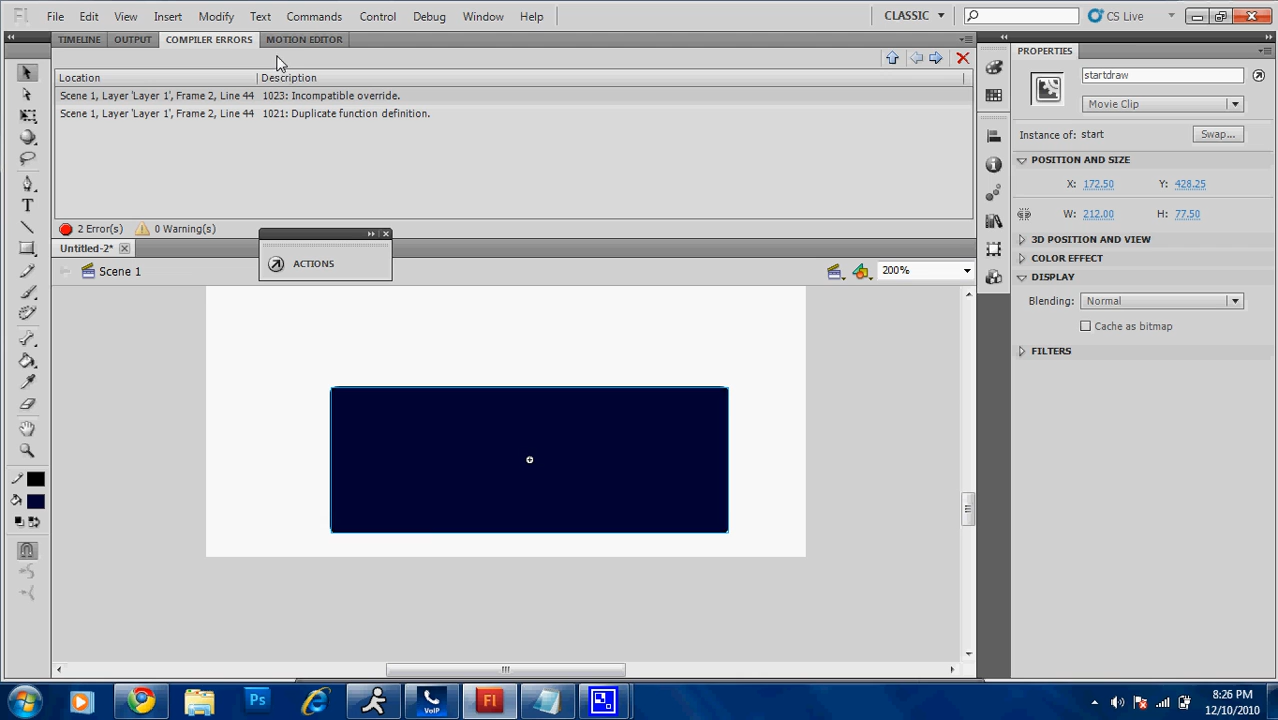 Fl File Edit View Insert Modify Text Commands Control Debug Window Help CLASSIC CS Live
TIMELINE OUTPUT COMPILER ERRORS MOTION EDITOR
Location Description
Scene 1, Layer 'Layer 1', Frame 2, Line 44 1023: Incompatible override.
Scene 1, Layer 'Layer 1', Frame 2, Line 44 1021: Duplicate function definition.
2 Error(s) 0 Warning(s)
Untitled-2*
ACTIONS
Scene 1 200%
PROPERTIES
startdraw
Movie Clip
Instance of: start Swap...
POSITION AND SIZE
X: 172.50 Y: 428.25
W: 212.00 H: 77.50
3D POSITION AND VIEW
COLOR EFFECT
DISPLAY
Blending: Normal
Cache as bitmap
FILTERS
Ps Fl
VoIP
8:26 PM
12/10/2010